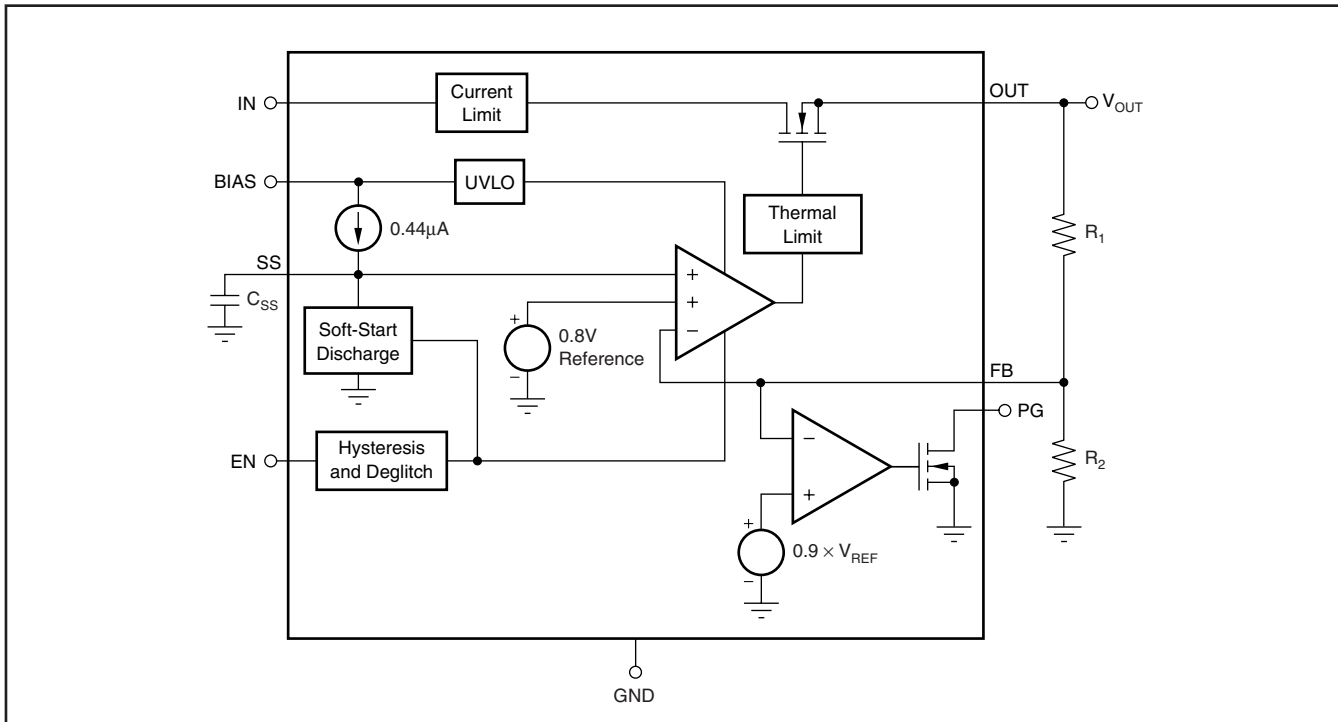 IN
Current
Limit
OUT
V_OUT
BIAS
UVLO
0.44µA
Thermal
Limit
R_1
SS
C_SS
+
+
−
Soft-Start
Discharge
+
0.8V
Reference
−
FB
PG
EN
Hysteresis
and Deglitch
−
+
R_2
+
0.9 × V_REF
−
GND